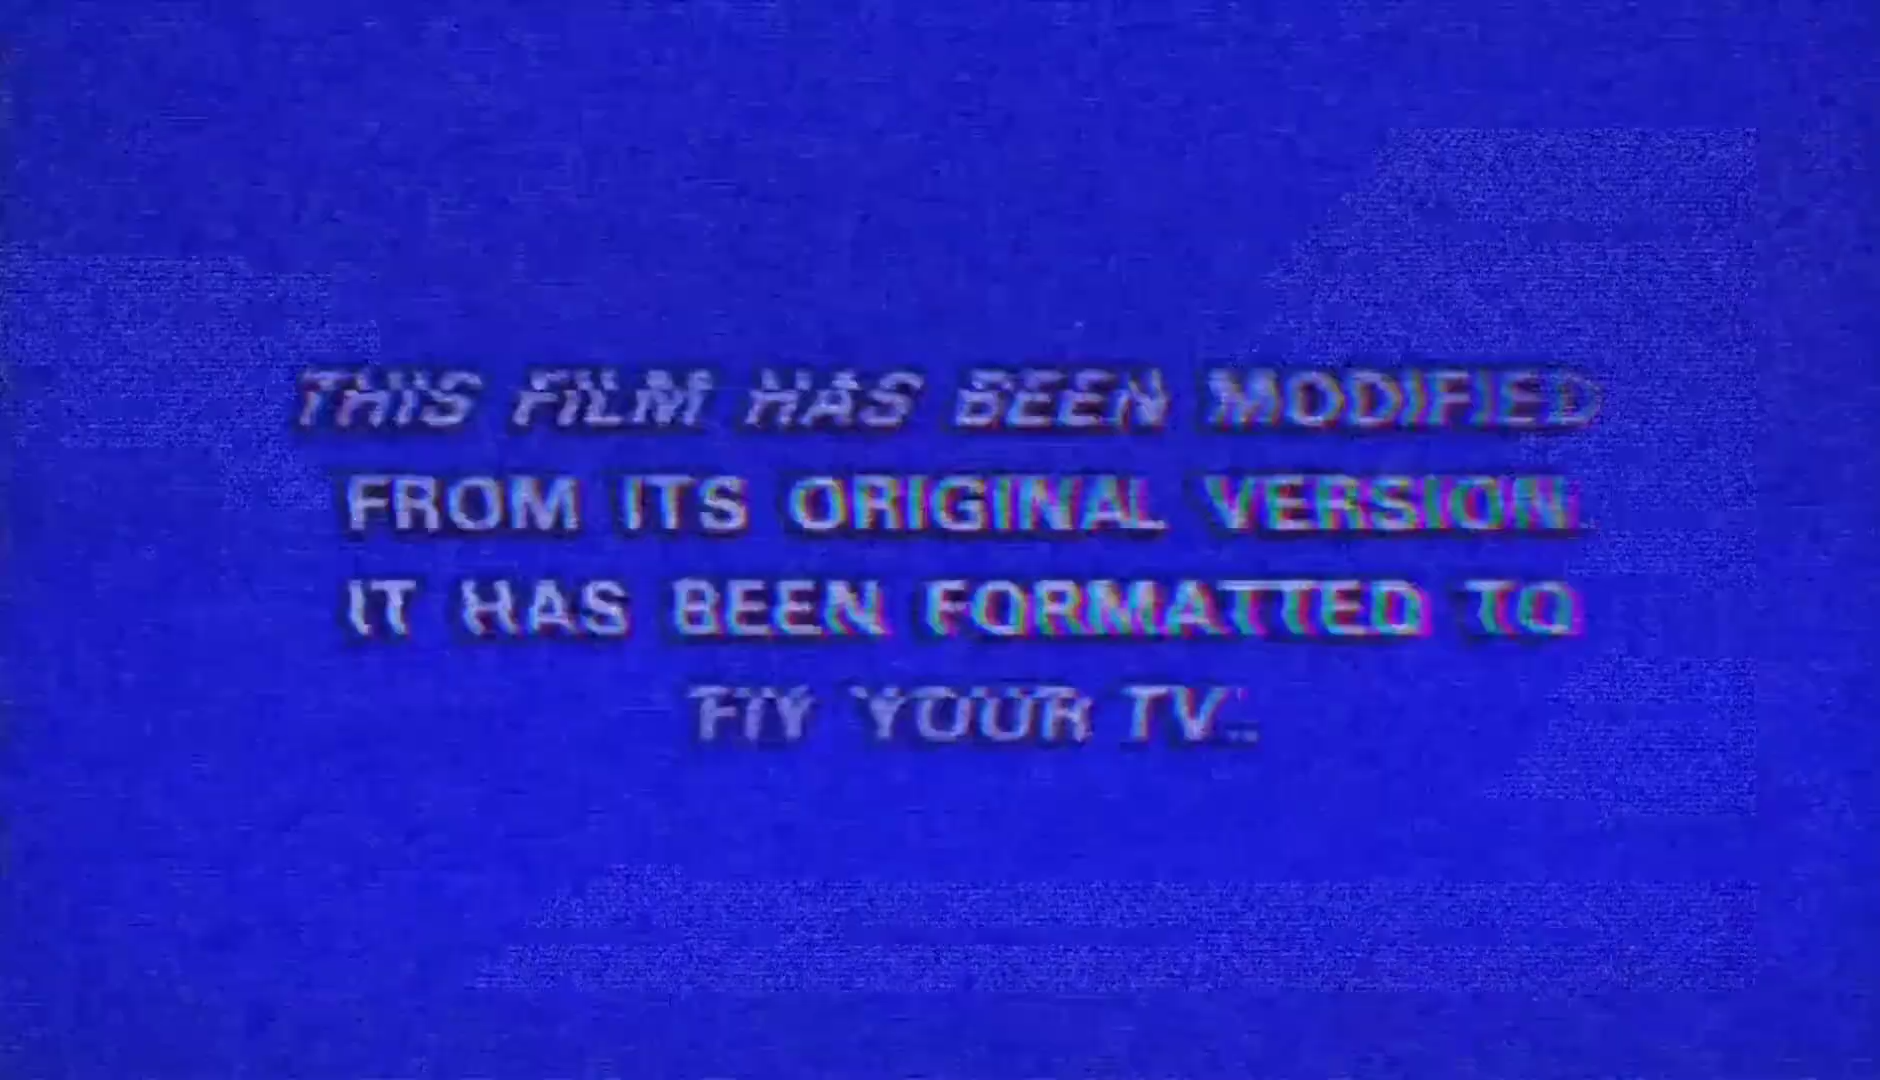 THIS FILM HAS BEEN MODIFIED
FROM ITS ORIGINAL VERSION.
IT HAS BEEN FORMATTED TO
FIY YOUR TV..